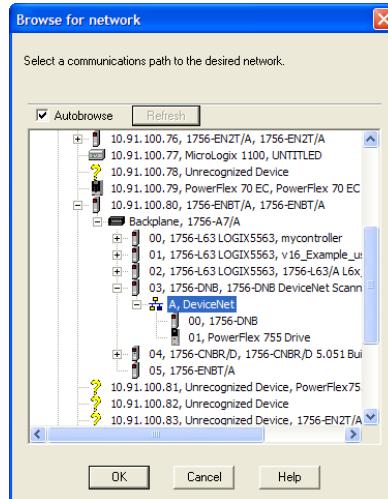 Browse for network
Select a communications path to the desired network.
Autobrowse
Refresh
10.91.100.76, 1756-EN2T/A, 1756-EN2T/A
10.91.100.77, MicroLogix 1100, UNTITLED
10.91.100.78, Unrecognized Device
10.91.100.79, PowerFlex 70 EC, PowerFlex 70 EC
10.91.100.80, 1756-ENBT/A, 1756-ENBT/A
Backplane, 1756-A7/A
00, 1756-L63 LOGIX5563, mycontroller
01, 1756-L63 LOGIX5563, v16_Example_u
02, 1756-L63 LOGIX5563, 1756-L63/A L6x_
03, 1756-DNB, 1756-DNB DeviceNet Scann
A, DeviceNet
00, 1756-DNB
01, PowerFlex 755 Drive
04, 1756-CNBR/D, 1756-CNBR/D 5.051 Bui
05, 1756-ENBT/A
10.91.100.81, Unrecognized Device, PowerFlex75
10.91.100.82, Unrecognized Device
10.91.100.83, Unrecognized Device, 1756-EN2T/A
OK
Cancel
Help